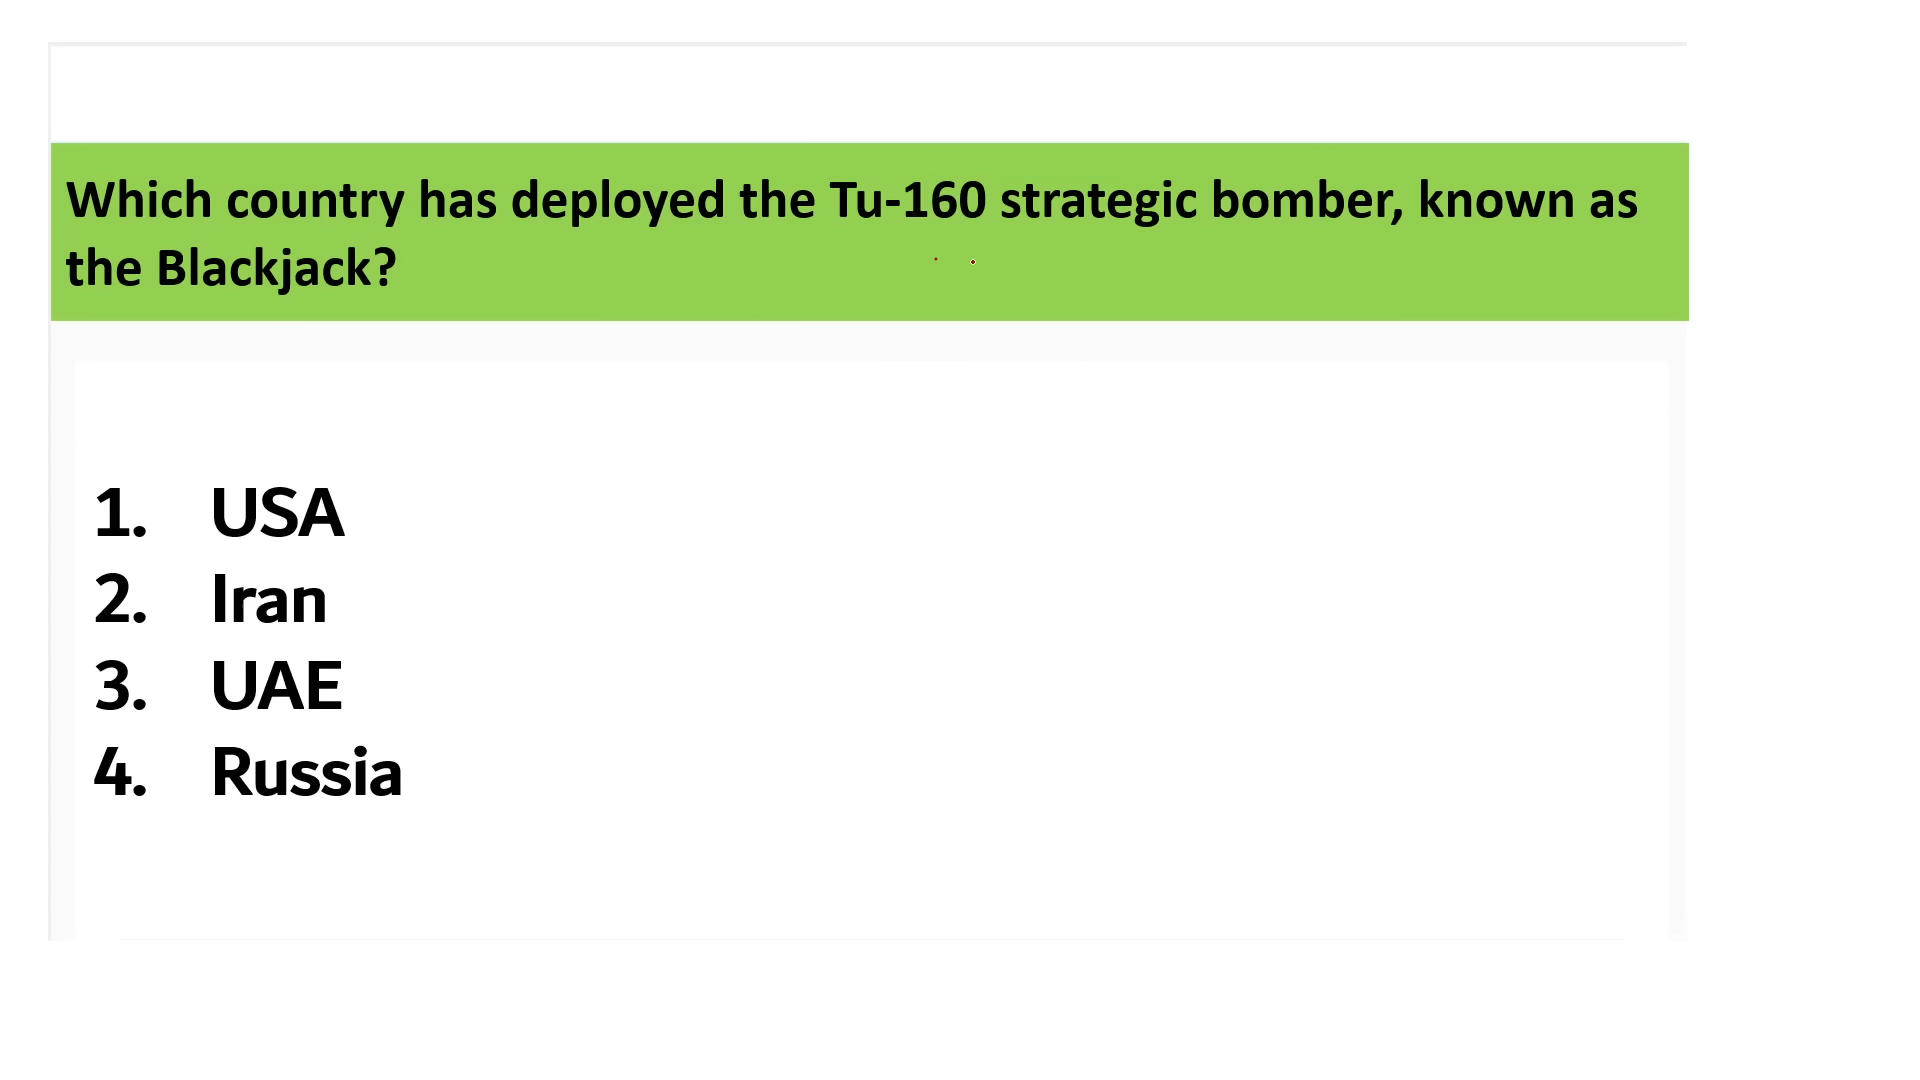 Which country has deployed the Tu-160 strategic bomber, known as
the Blackjack?
1. USA
2. Iran
3. UAE
4. Russia